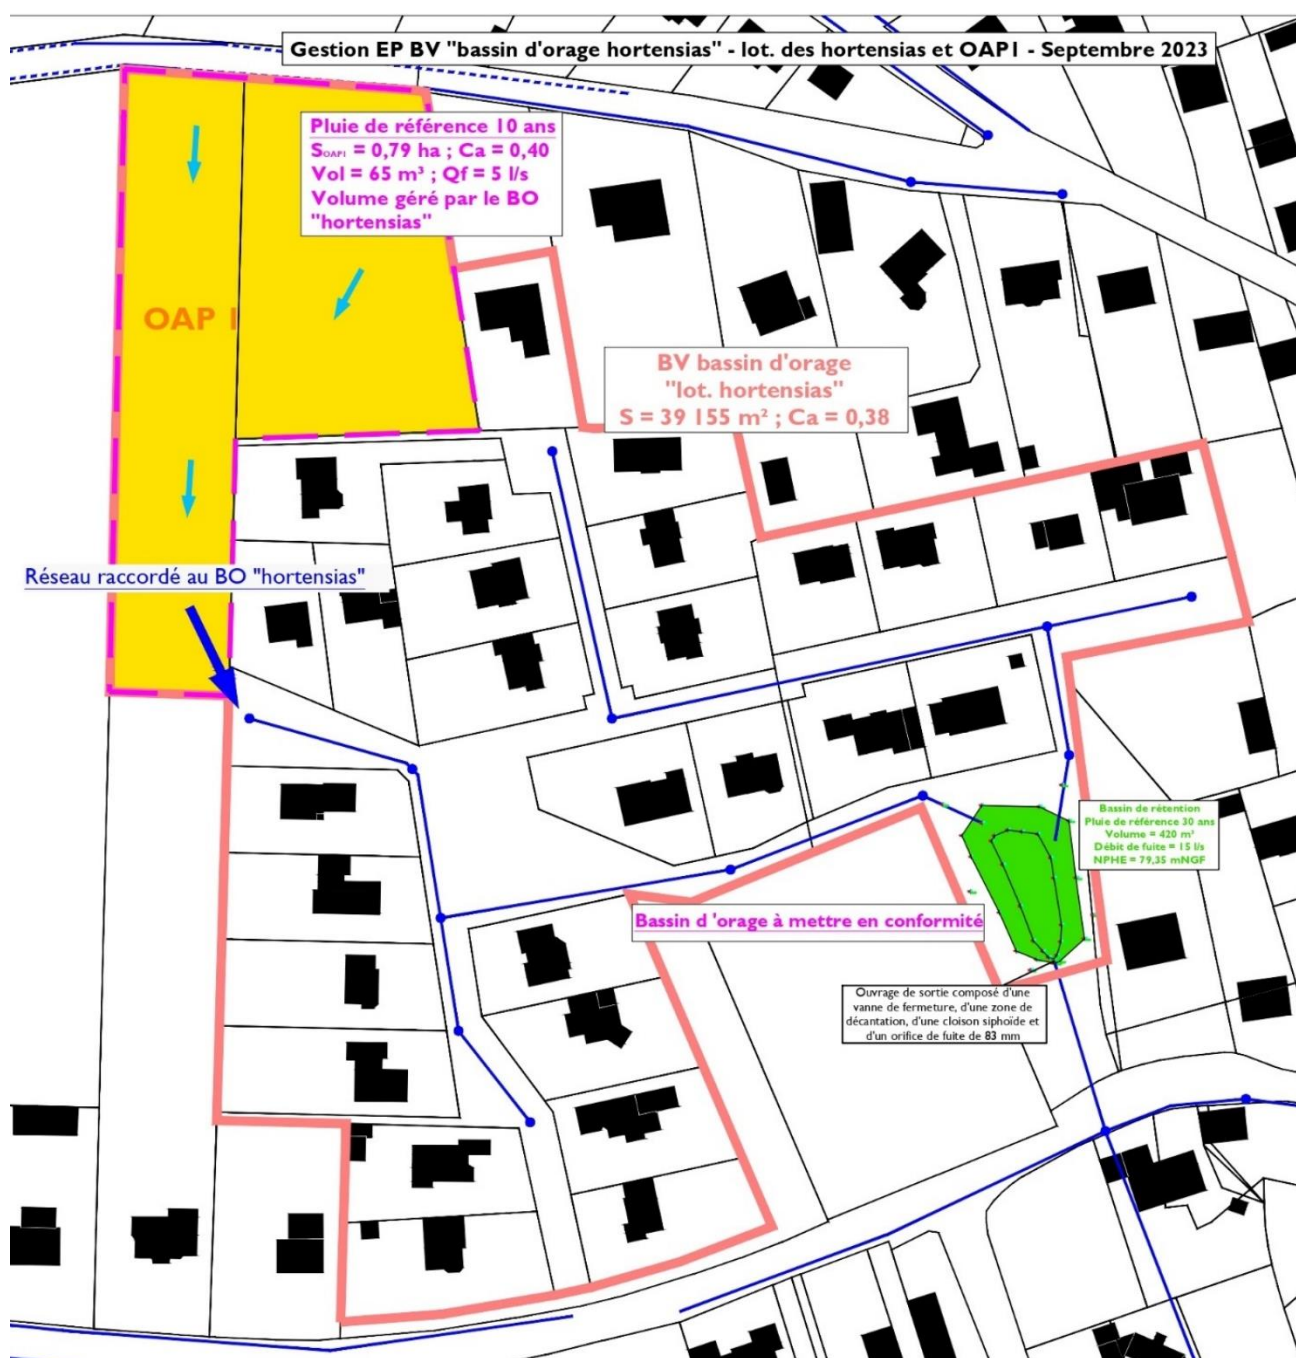 Gestion EP BV "bassin d'orage hortensias" - lot. des hortensias et OAP1 - Septembre 2023
Pluie de référence 10 ans
SOAP1 = 0,79 ha ; Ca = 0,40
Vol = 65 m³ ; Qf = 5 l/s
Volume géré par le BO
"hortensias"
OAP 1
BV bassin d'orage
"lot. hortensias"
S = 39 155 m² ; Ca = 0,38
Réseau raccordé au BO "hortensias"
Bassin de rétention
Pluie de référence 30 ans
Volume = 420 m³
Débit de fuite = 15 l/s
NPHE = 79,35 mNGF
Bassin d 'orage à mettre en conformité
Ouvrage de sortie composé d'une
vanne de fermeture, d'une zone de
décantation, d'une cloison siphoïde et
d'un orifice de fuite de 83 mm